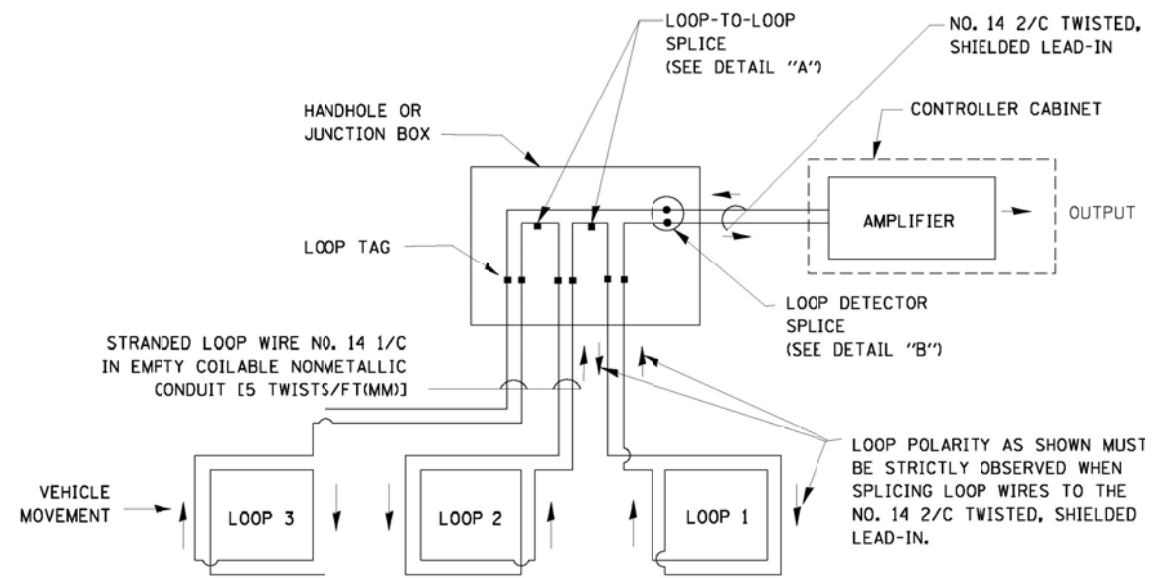 LOOP-TO-LOOP
SPLICE
(SEE DETAIL "A")
NO. 14 2/C TWISTED,
SHIELDED LEAD-IN
HANDHOLE OR
JUNCTION BOX
CONTROLLER CABINET
AMPLIFIER
OUTPUT
LOOP TAG
LOOP DETECTOR
SPLICE
(SEE DETAIL "B")
STRANDED LOOP WIRE NO. 14 1/C
IN EMPTY COILABLE NONMETALLIC
CONDUIT [5 TWISTS/FT(MM)]
LOOP POLARITY AS SHOWN MUST
BE STRICTLY OBSERVED WHEN
SPLICING LOOP WIRES TO THE
NO. 14 2/C TWISTED, SHIELDED
LEAD-IN.
VEHICLE
MOVEMENT
LOOP 3
LOOP 2
LOOP 1